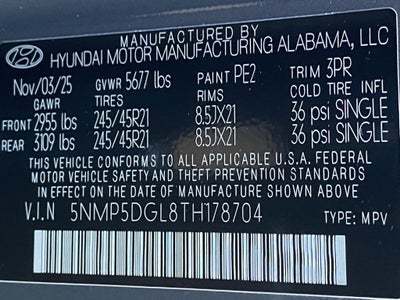 MANUFACTURED BY
HYUNDAI MOTOR MANUFACTURING ALABAMA, LLC
Nov/03/25 GVWR 5677 lbs PAINT PE2 TRIM 3PR
GAWR TIRES RIMS COLD TIRE INFL
FRONT 2955 lbs 245/45R21 8.5JX21 36 psi SINGLE
REAR 3109 lbs 245/45R21 8.5JX21 36 psi SINGLE
THIS VEHICLE CONFORMS TO ALL APPLICABLE U.S.A. FEDERAL
MOTOR VEHICLE SAFETY AND THEFT PREVENTION STANDARDS
IN EFFECT ON THE DATE OF MANUFACTURE SHOWN ABOVE.
V.I.N 5NMP5DGL8TH178704 TYPE: MPV